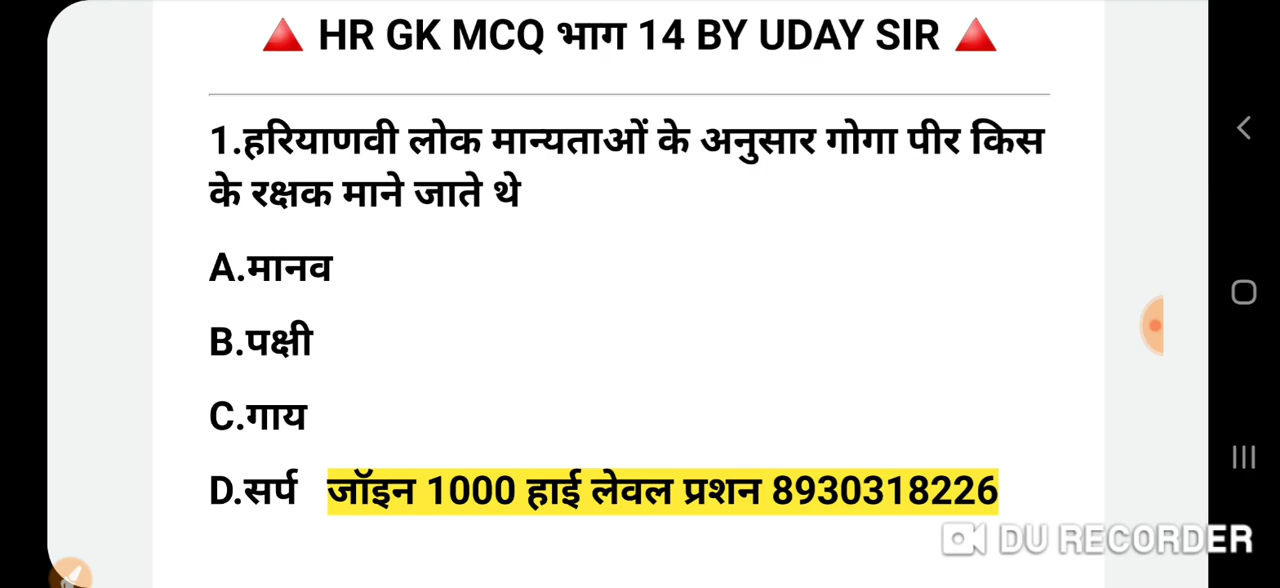 🔺 HR GK MCQ भाग 14 BY UDAY SIR 🔺
1.हरियाणवी लोक मान्यताओं के अनुसार गोगा पीर किस
के रक्षक माने जाते थे
A.मानव
B.पक्षी
C.गाय
D.सर्प जॉइन 1000 हाई लेवल प्रशन 8930318226
DU RECORDER